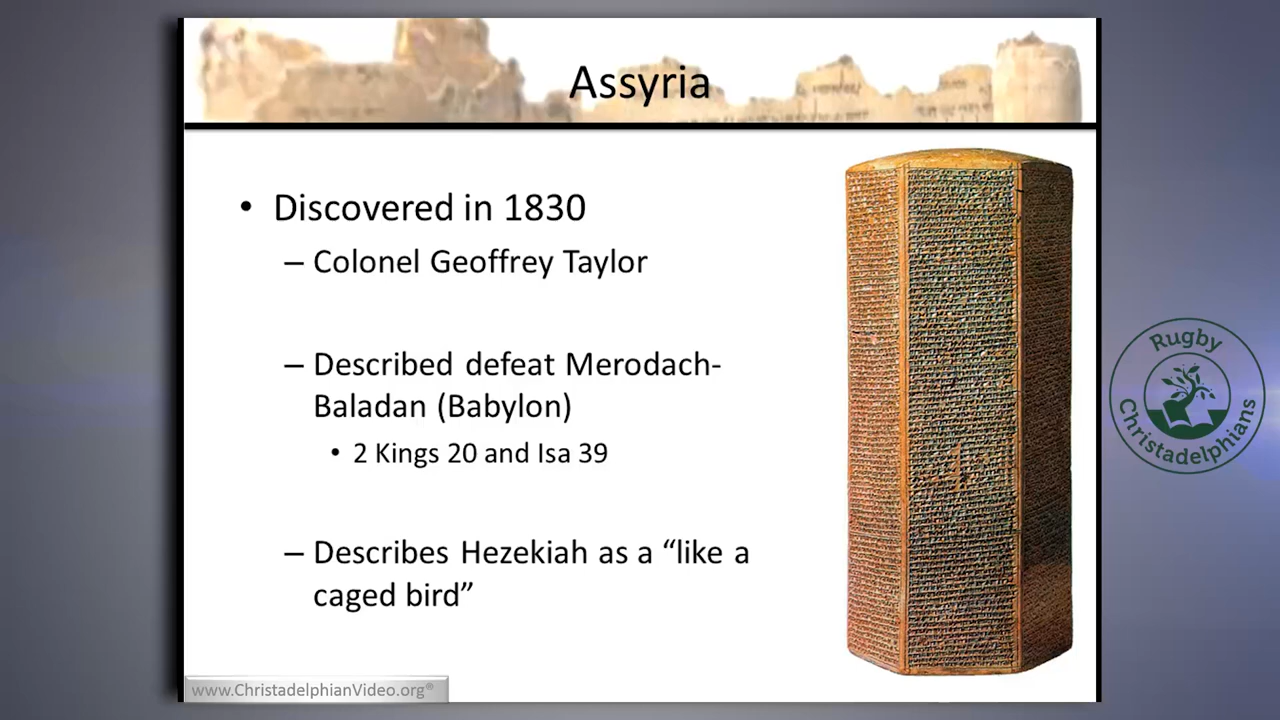 Assyria
• Discovered in 1830
– Colonel Geoffrey Taylor
– Described defeat Merodach-
Baladan (Babylon)
• 2 Kings 20 and Isa 39
– Describes Hezekiah as a “like a
caged bird”
www.ChristadelphianVideo.org®
Rugby
Christadelphians